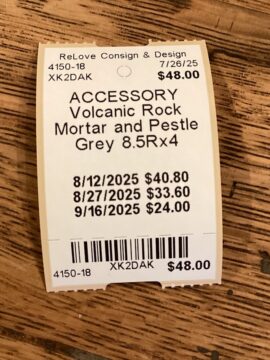 ReLove Consign & Design
4150-18 7/26/25
XK2DAK $48.00
ACCESSORY
Volcanic Rock
Mortar and Pestle
Grey 8.5Rx4
8/12/2025 $40.80
8/27/2025 $33.60
9/16/2025 $24.00
4150-18 XK2DAK $48.00